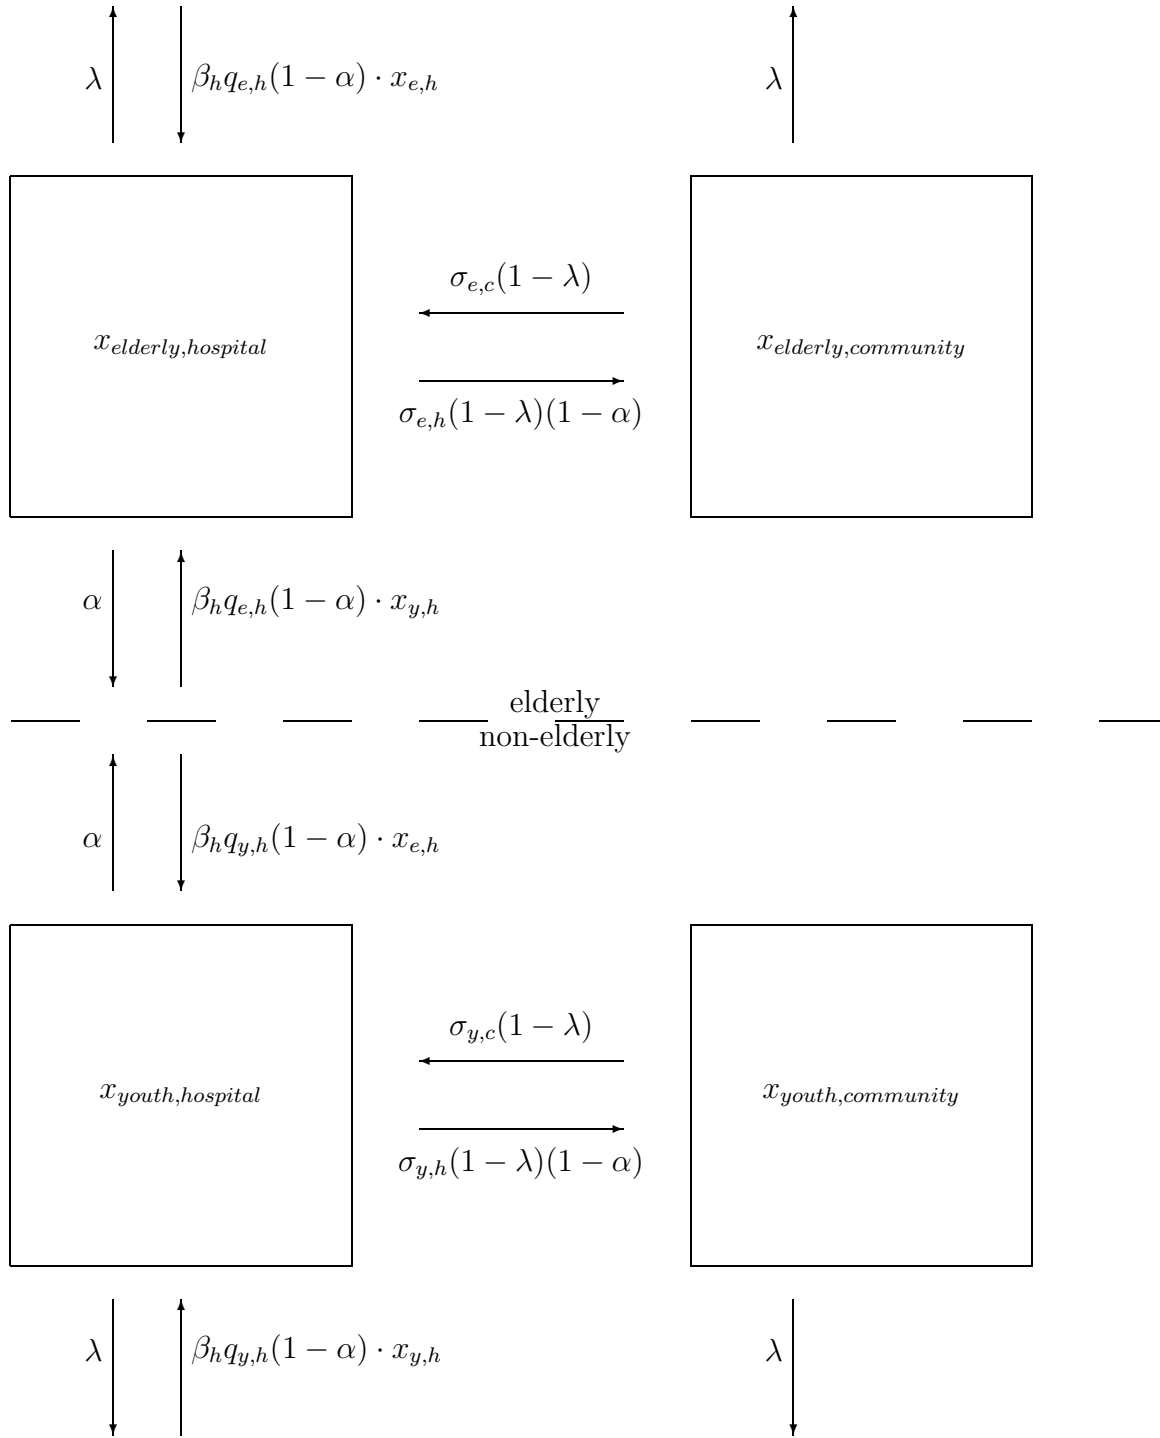 λ β_h q_{e,h}(1 − α) · x_{e,h} λ
σ_{e,c}(1 − λ)
x_{elderly,hospital} x_{elderly,community}
σ_{e,h}(1 − λ)(1 − α)
α β_h q_{e,h}(1 − α) · x_{y,h}
elderly
non-elderly
α β_h q_{y,h}(1 − α) · x_{e,h}
σ_{y,c}(1 − λ)
x_{youth,hospital} x_{youth,community}
σ_{y,h}(1 − λ)(1 − α)
λ β_h q_{y,h}(1 − α) · x_{y,h} λ